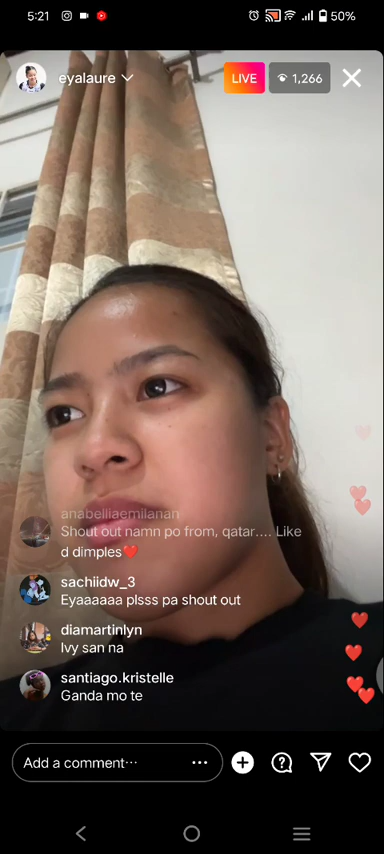 5:21
50%
eyalaure
LIVE
1,266
anabelliaemilanan
Shout out namn po from, qatar.... Like
d dimples❤️
sachiidw_3
Eyaaaaaa plsss pa shout out
diamartinlyn
Ivy san na
santiago.kristelle
Ganda mo te
Add a comment···